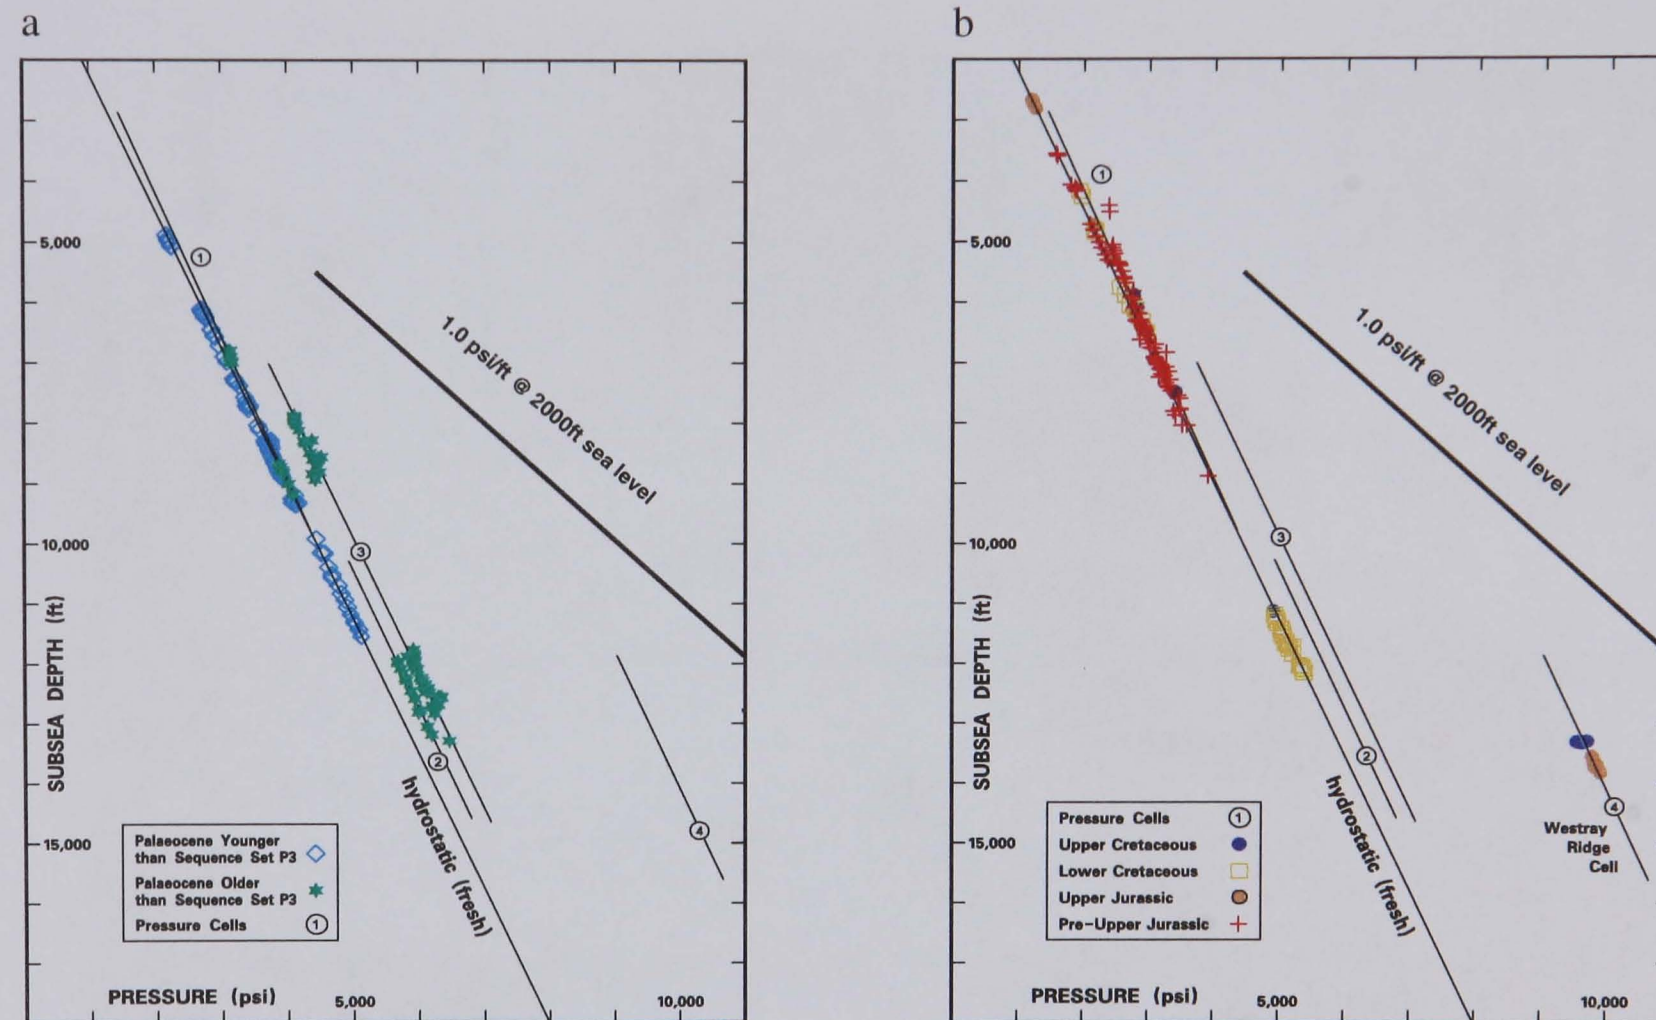 a
5,000
1
1.0 psi/ft @ 2000ft sea level
10,000
3
SUBSEA DEPTH (ft)
2
hydrostatic (fresh)
4
15,000
Palaeocene Younger
than Sequence Set P3
Palaeocene Older
than Sequence Set P3
Pressure Cells 1
PRESSURE (psi)
5,000
10,000
b
1
5,000
1.0 psi/ft @ 2000ft sea level
10,000
3
SUBSEA DEPTH (ft)
2
hydrostatic (fresh)
4
Westray
Ridge
Cell
15,000
Pressure Cells 1
Upper Cretaceous
Lower Cretaceous
Upper Jurassic
Pre-Upper Jurassic
PRESSURE (psi)
5,000
10,000